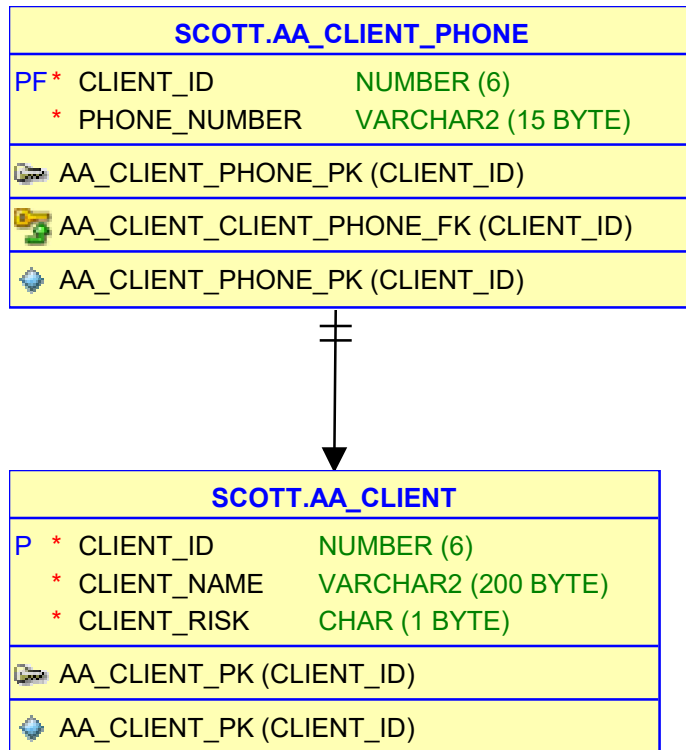 SCOTT.AA_CLIENT_PHONE
PF* CLIENT_ID NUMBER (6)
* PHONE_NUMBER VARCHAR2 (15 BYTE)
AA_CLIENT_PHONE_PK (CLIENT_ID)
AA_CLIENT_CLIENT_PHONE_FK (CLIENT_ID)
AA_CLIENT_PHONE_PK (CLIENT_ID)
SCOTT.AA_CLIENT
P * CLIENT_ID NUMBER (6)
* CLIENT_NAME VARCHAR2 (200 BYTE)
* CLIENT_RISK CHAR (1 BYTE)
AA_CLIENT_PK (CLIENT_ID)
AA_CLIENT_PK (CLIENT_ID)